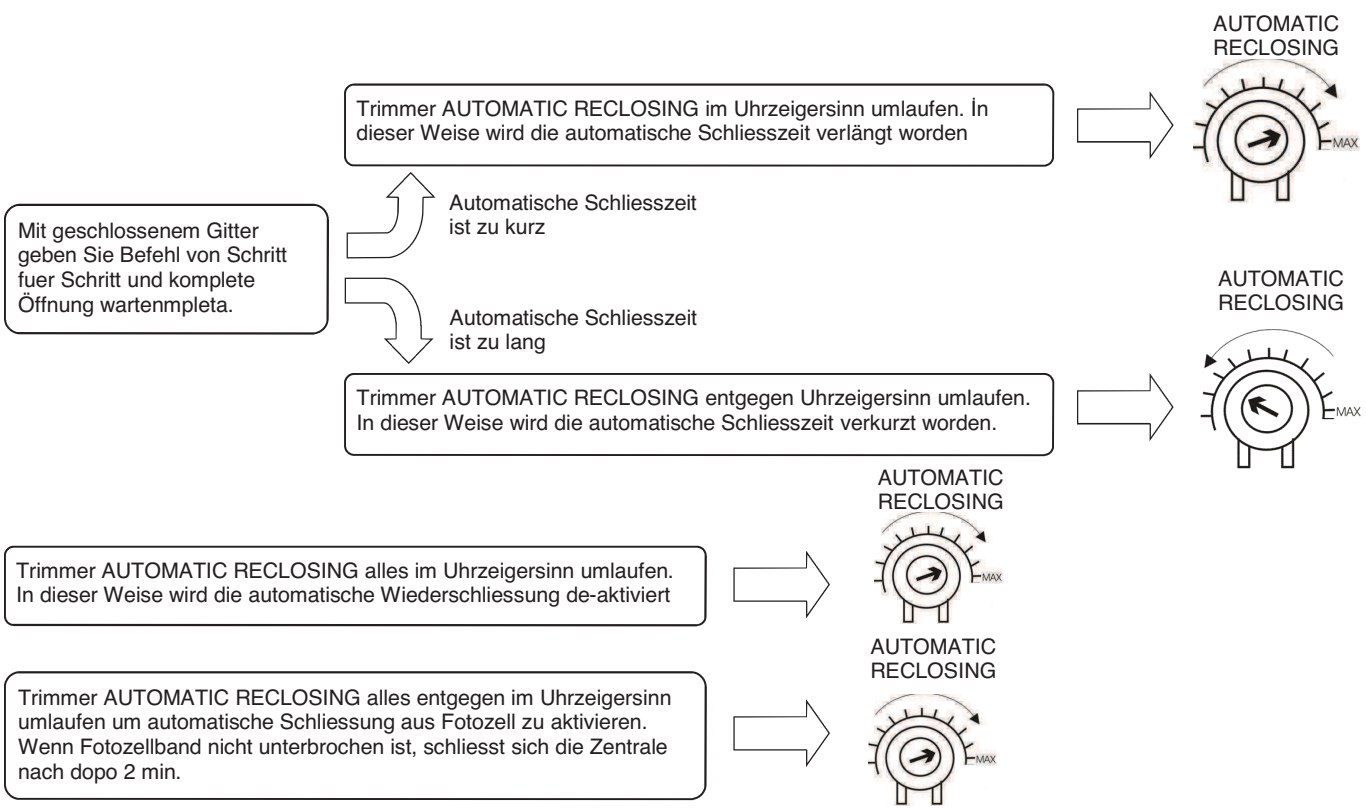 AUTOMATIC
RECLOSING
Trimmer AUTOMATIC RECLOSING im Uhrzeigersinn umlaufen. İn
dieser Weise wird die automatische Schliesszeit verlängt worden
MAX
Automatische Schliesszeit
ist zu kurz
Mit geschlossenem Gitter
geben Sie Befehl von Schritt
fuer Schritt und komplete
Öffnung wartenmpleta.
AUTOMATIC
RECLOSING
Automatische Schliesszeit
ist zu lang
Trimmer AUTOMATIC RECLOSING entgegen Uhrzeigersinn umlaufen.
In dieser Weise wird die automatische Schliesszeit verkurzt worden.
MAX
AUTOMATIC
RECLOSING
Trimmer AUTOMATIC RECLOSING alles im Uhrzeigersinn umlaufen.
In dieser Weise wird die automatische Wiederschliessung de-aktiviert
MAX
AUTOMATIC
RECLOSING
Trimmer AUTOMATIC RECLOSING alles entgegen im Uhrzeigersinn
umlaufen um automatische Schliessung aus Fotozell zu aktivieren.
Wenn Fotozellband nicht unterbrochen ist, schliesst sich die Zentrale
nach dopo 2 min.
MAX